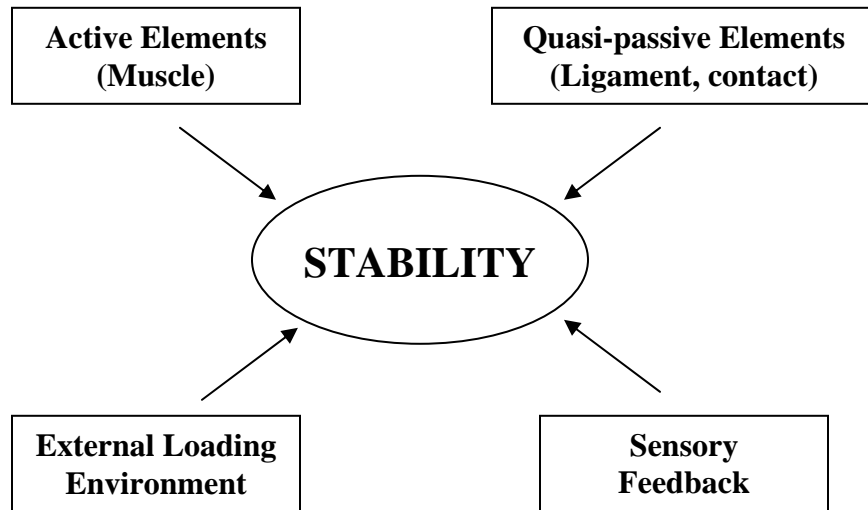 Active Elements
(Muscle)
Quasi-passive Elements
(Ligament, contact)
STABILITY
External Loading
Environment
Sensory
Feedback